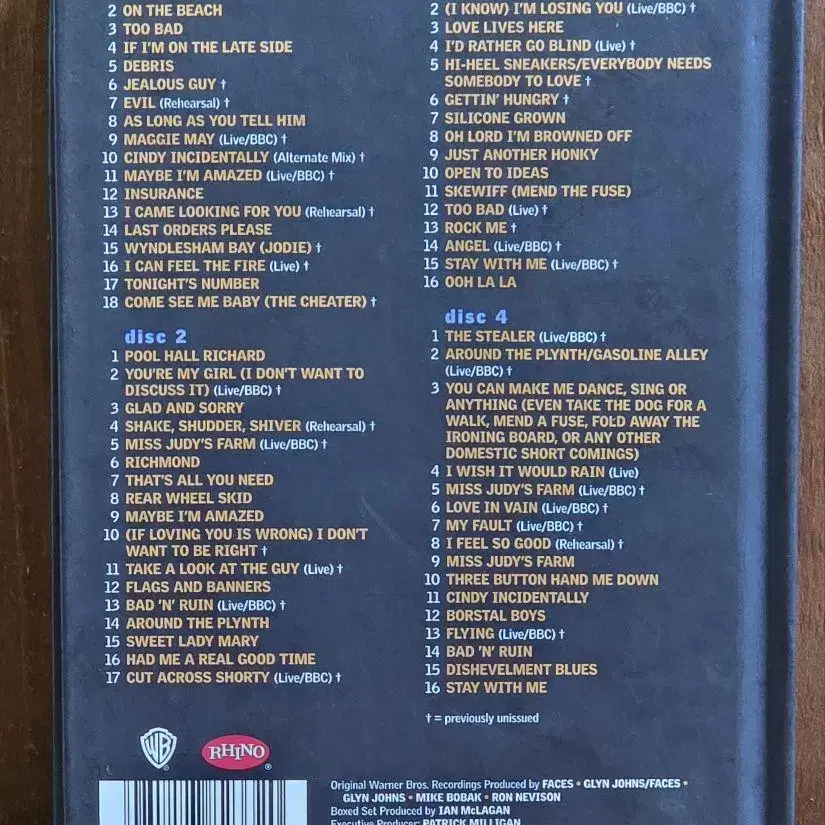 2 ON THE BEACH
3 TOO BAD
4 IF I'M ON THE LATE SIDE
5 DEBRIS
6 JEALOUS GUY †
7 EVIL (Rehearsal) †
8 AS LONG AS YOU TELL HIM
9 MAGGIE MAY (Live/BBC) †
10 CINDY INCIDENTALLY (Alternate Mix) †
11 MAYBE I'M AMAZED (Live/BBC) †
12 INSURANCE
13 I CAME LOOKING FOR YOU (Rehearsal) †
14 LAST ORDERS PLEASE
15 WYNDLESHAM BAY (JODIE) †
16 I CAN FEEL THE FIRE (Live) †
17 TONIGHT'S NUMBER
18 COME SEE ME BABY (THE CHEATER) †
disc 2
1 POOL HALL RICHARD
2 YOU'RE MY GIRL (I DON'T WANT TO
DISCUSS IT) (Live/BBC) †
3 GLAD AND SORRY
4 SHAKE, SHUDDER, SHIVER (Rehearsal) †
5 MISS JUDY'S FARM (Live/BBC) †
6 RICHMOND
7 THAT'S ALL YOU NEED
8 REAR WHEEL SKID
9 MAYBE I'M AMAZED
10 (IF LOVING YOU IS WRONG) I DON'T
WANT TO BE RIGHT †
11 TAKE A LOOK AT THE GUY (Live) †
12 FLAGS AND BANNERS
13 BAD 'N' RUIN (Live/BBC) †
14 AROUND THE PLYNTH
15 SWEET LADY MARY
16 HAD ME A REAL GOOD TIME
17 CUT ACROSS SHORTY (Live/BBC) †
2 (I KNOW) I'M LOSING YOU (Live/BBC) †
3 LOVE LIVES HERE
4 I'D RATHER GO BLIND (Live) †
5 HI-HEEL SNEAKERS/EVERYBODY NEEDS
SOMEBODY TO LOVE †
6 GETTIN' HUNGRY †
7 SILICONE GROWN
8 OH LORD I'M BROWNED OFF
9 JUST ANOTHER HONKY
10 OPEN TO IDEAS
11 SKEWIFF (MEND THE FUSE)
12 TOO BAD (Live) †
13 ROCK ME †
14 ANGEL (Live/BBC) †
15 STAY WITH ME (Live/BBC) †
16 OOH LA LA
disc 4
1 THE STEALER (Live/BBC) †
2 AROUND THE PLYNTH/GASOLINE ALLEY
(Live/BBC) †
3 YOU CAN MAKE ME DANCE, SING OR
ANYTHING (EVEN TAKE THE DOG FOR A
WALK, MEND A FUSE, FOLD AWAY THE
IRONING BOARD, OR ANY OTHER
DOMESTIC SHORT COMINGS)
4 I WISH IT WOULD RAIN (Live)
5 MISS JUDY'S FARM (Live/BBC) †
6 LOVE IN VAIN (Live/BBC) †
7 MY FAULT (Live/BBC) †
8 I FEEL SO GOOD (Rehearsal) †
9 MISS JUDY'S FARM
10 THREE BUTTON HAND ME DOWN
11 CINDY INCIDENTALLY
12 BORSTAL BOYS
13 FLYING (Live/BBC) †
14 BAD 'N' RUIN
15 DISHEVELMENT BLUES
16 STAY WITH ME
† = previously unissued
WB ®
RHINO ®
Original Warner Bros. Recordings Produced by FACES • GLYN JOHNS/FACES •
GLYN JOHNS • MIKE BOBAK • RON NEVISON
Boxed Set Produced by IAN McLAGAN
Executive Producer: PATRICK MILLIGAN